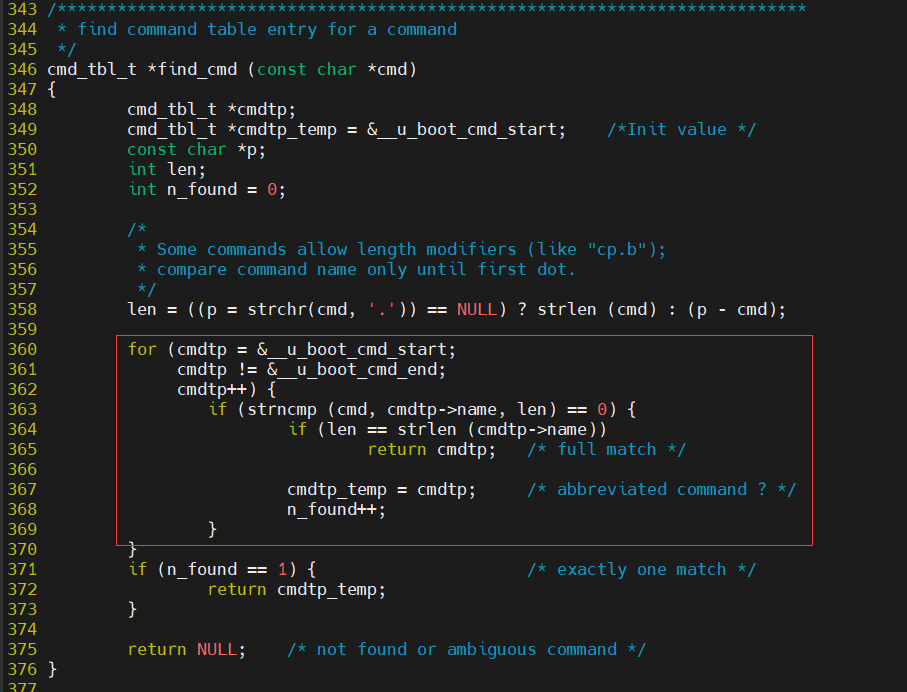 343 /***************************************************************************
344  * find command table entry for a command
345  */
346 cmd_tbl_t *find_cmd (const char *cmd)
347 {
348         cmd_tbl_t *cmdtp;
349         cmd_tbl_t *cmdtp_temp = &__u_boot_cmd_start;    /*Init value */
350         const char *p;
351         int len;
352         int n_found = 0;
353
354         /*
355          * Some commands allow length modifiers (like "cp.b");
356          * compare command name only until first dot.
357          */
358         len = ((p = strchr(cmd, '.')) == NULL) ? strlen (cmd) : (p - cmd);
359
360         for (cmdtp = &__u_boot_cmd_start;
361              cmdtp != &__u_boot_cmd_end;
362              cmdtp++) {
363                 if (strncmp (cmd, cmdtp->name, len) == 0) {
364                         if (len == strlen (cmdtp->name))
365                                 return cmdtp;   /* full match */
366
367                         cmdtp_temp = cmdtp;     /* abbreviated command ? */
368                         n_found++;
369                 }
370         }
371         if (n_found == 1) {                     /* exactly one match */
372                 return cmdtp_temp;
373         }
374
375         return NULL;    /* not found or ambiguous command */
376 }
377